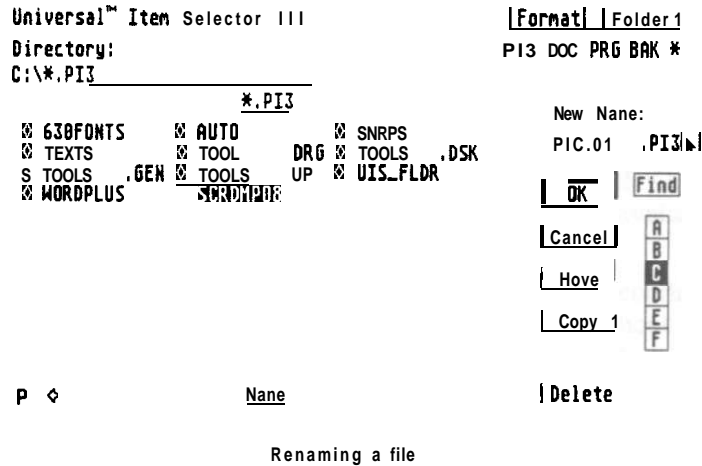 Universal™ Item Selector III
Format Folder 1
Directory:
PI3 DOC PRG BAK *
C:\*.PI3
*.PI3
New Nane:
PIC.01 .PI3
630FONTS AUTO SNRPS
TEXTS TOOL DRG TOOLS .DSK
S TOOLS .GEN TOOLS UP UIS_FLDR
WORDPLUS SCRDMP08
OK Find
Cancel
Hove
Copy 1
A
B
C
D
E
F
P Nane Delete
Renaming a file